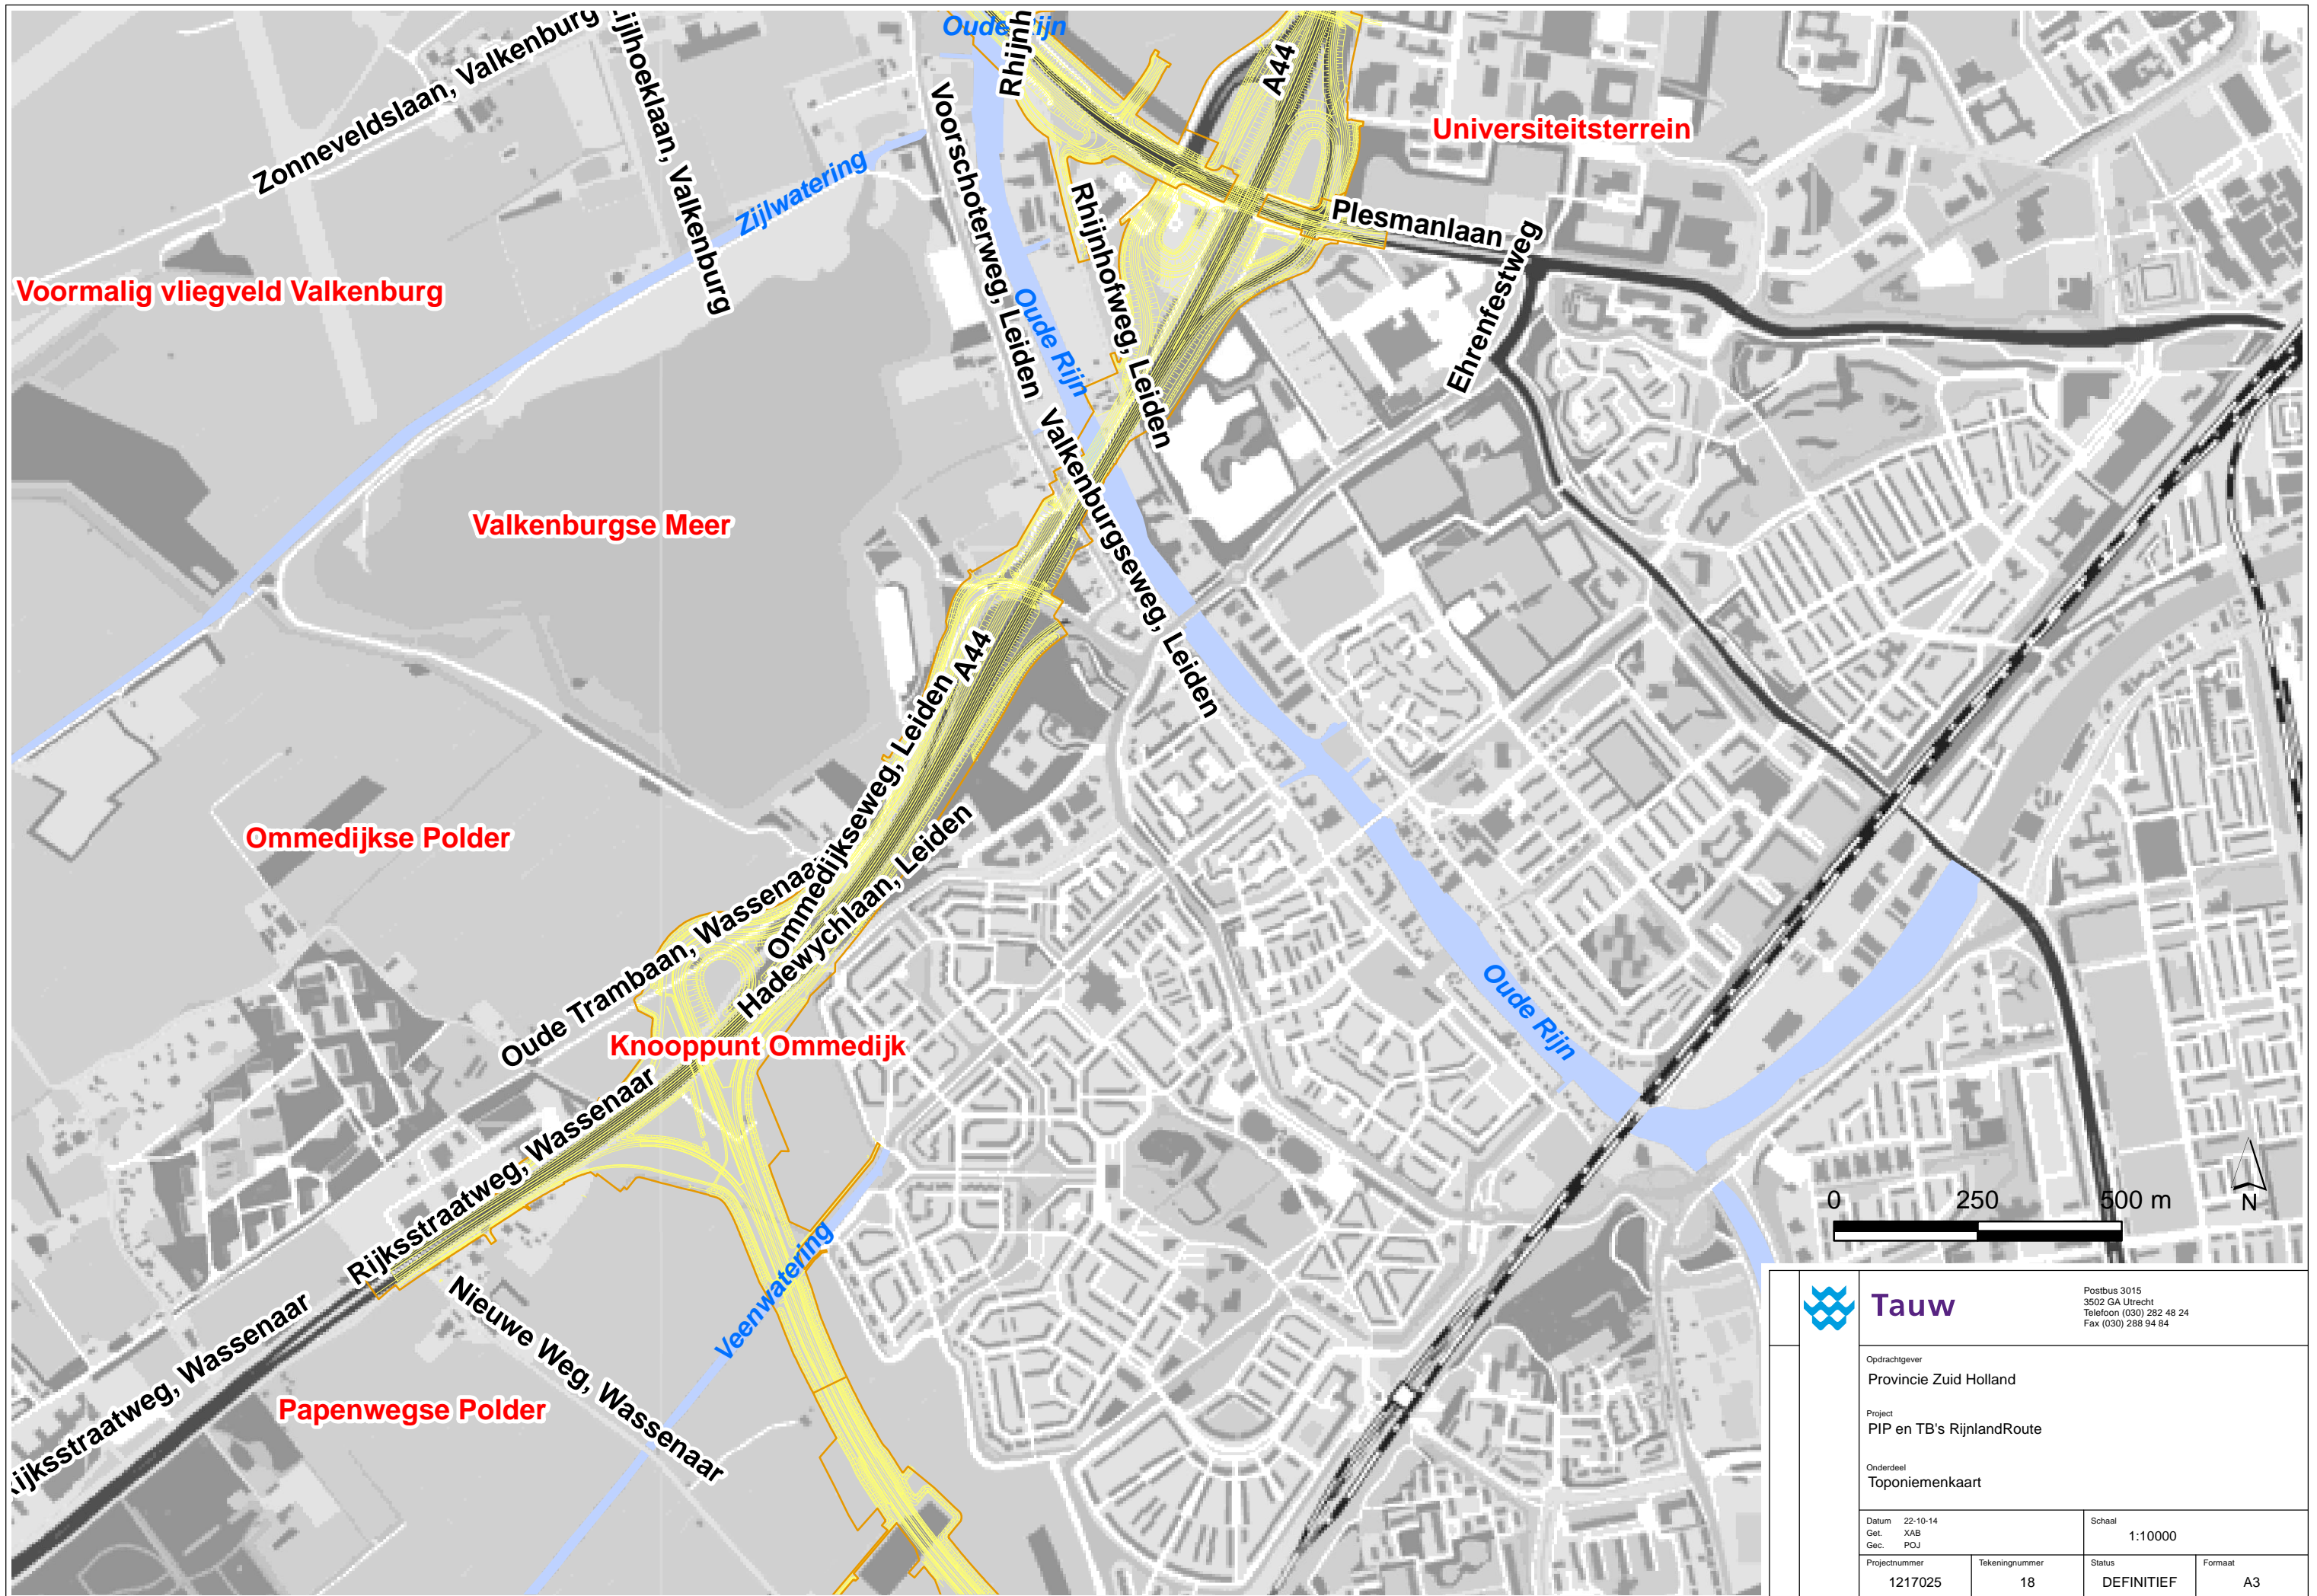 Oude Rijn
Rhijnh
A44
Zonneveldslaan, Valkenburg
ijlhoeklaan, Valkenburg
Universiteitsterrein
Zijlwatering
Voorschoterweg, Leiden
Rhijnhofweg, Leiden
Plesmanlaan
Ehrenfestweg
Voormalig vliegveld Valkenburg
Oude Rijn
Valkenburgseweg, Leiden
Valkenburgse Meer
A44
Ommedijkseweg, Leiden
Ommedijkse Polder
Hadewychlaan, Leiden
Oude Trambaan, Wassenaar
Knooppunt Ommedijk
Oude Rijn
Rijksstraatweg, Wassenaar
Veenwatering
Nieuwe Weg, Wassenaar
ijksstraatweg, Wassenaar
Papenwegse Polder
0 250 500 m
N
Tauw
Postbus 3015
3502 GA Utrecht
Telefoon (030) 282 48 24
Fax (030) 288 94 84
Opdrachtgever
Provincie Zuid Holland
Project
PIP en TB's RijnlandRoute
Onderdeel
Toponiemenkaart
Datum 22-10-14
Get. XAB
Gec. POJ
Schaal
1:10000
Projectnummer
1217025
Tekeningnummer
18
Status
DEFINITIEF
Formaat
A3